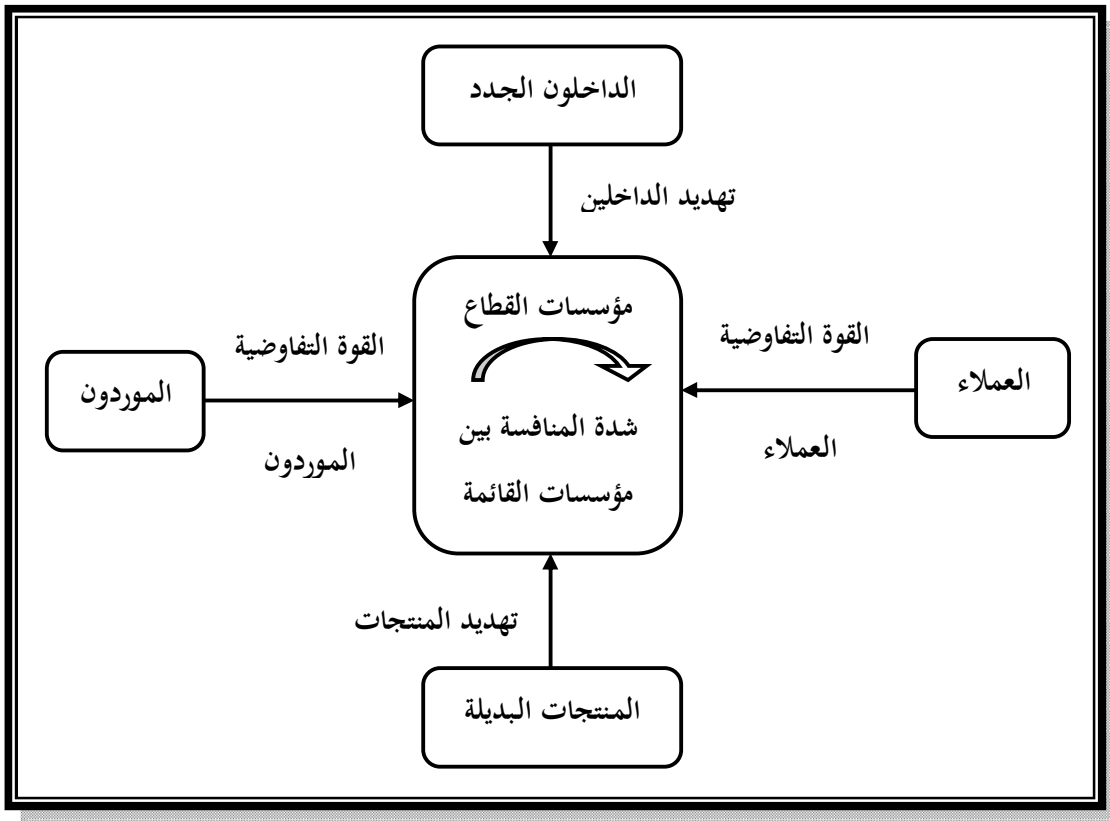 الداخلون الجدد
تهديد الداخلين
مؤسسات القطاع
القوة التفاوضية
العملاء
القوة التفاوضية
الموردون
شدة المنافسة بين
العملاء
الموردون
مؤسسات القائمة
تهديد المنتجات
المنتجات البديلة